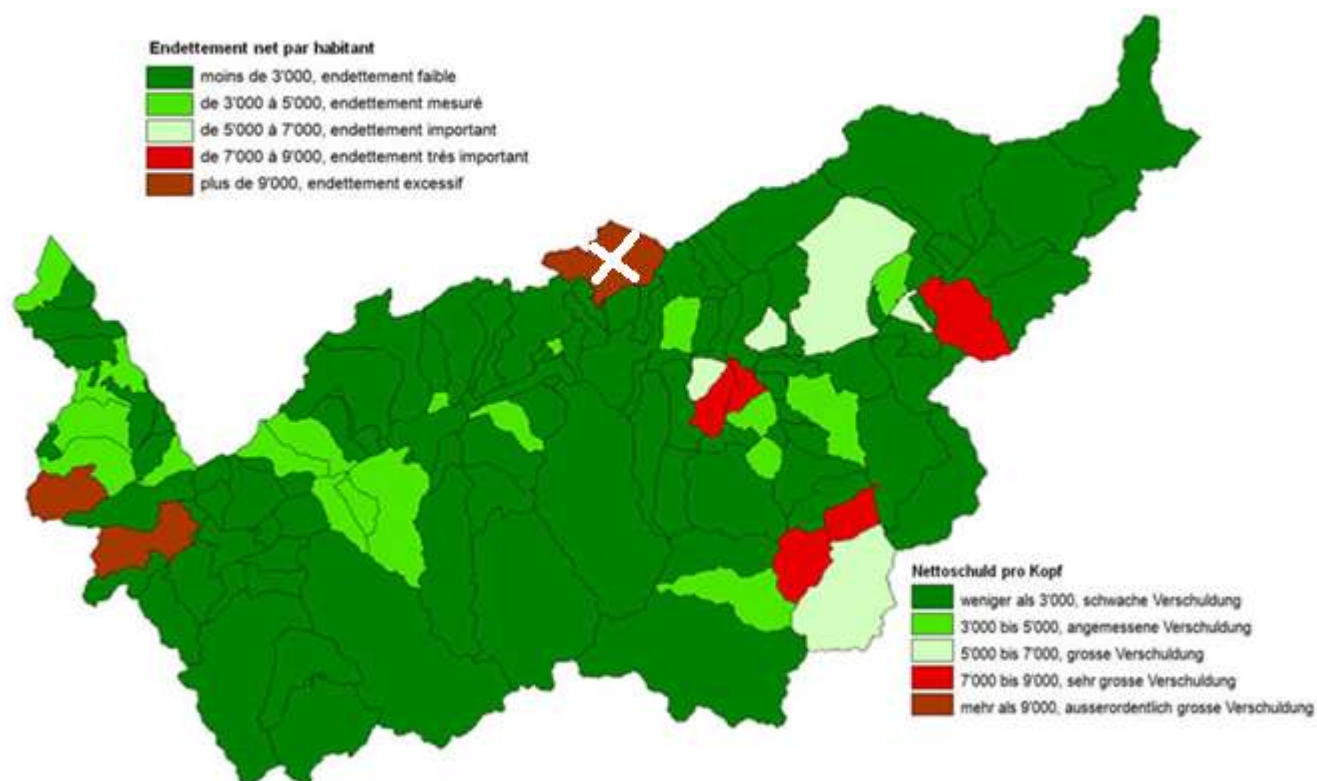 Endettement net par habitant
moins de 3'000, endettement faible
de 3'000 à 5'000, endettement mesuré
de 5'000 à 7'000, endettement important
de 7'000 à 9'000, endettement très important
plus de 9'000, endettement excessif
Nettoschuld pro Kopf
weniger als 3'000, schwache Verschuldung
3'000 bis 5'000, angemessene Verschuldung
5'000 bis 7'000, grosse Verschuldung
7'000 bis 9'000, sehr grosse Verschuldung
mehr als 9'000, ausserordentlich grosse Verschuldung